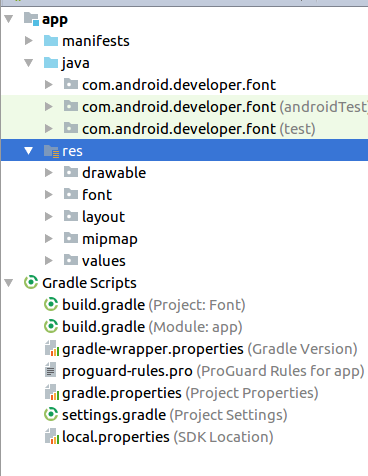 app
manifests
java
com.android.developer.font
com.android.developer.font (androidTest)
com.android.developer.font (test)
res
drawable
font
layout
mipmap
values
Gradle Scripts
build.gradle (Project: Font)
build.gradle (Module: app)
gradle-wrapper.properties (Gradle Version)
proguard-rules.pro (ProGuard Rules for app)
gradle.properties (Project Properties)
settings.gradle (Project Settings)
local.properties (SDK Location)